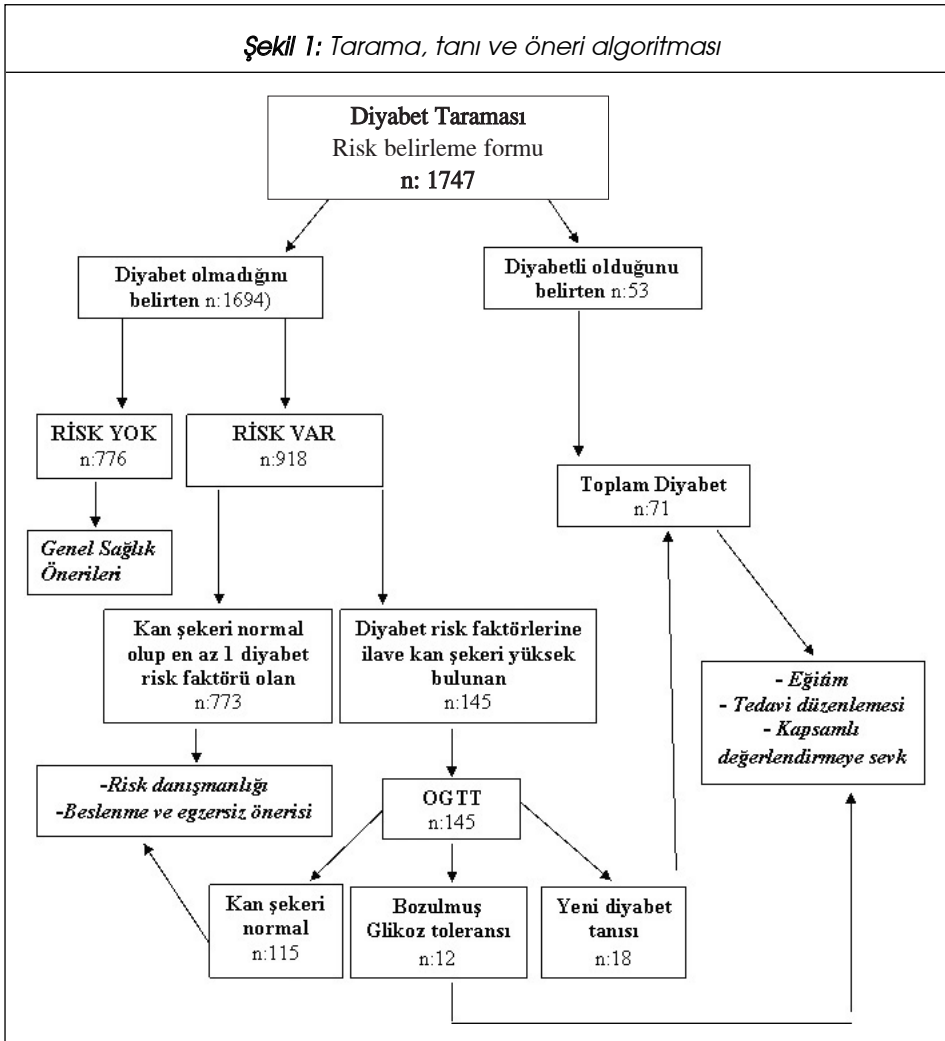 Şekil 1: Tarama, tanı ve öneri algoritması
Diyabet Taraması
Risk belirleme formu
n: 1747
Diyabet olmadığını
belirten n:1694)
Diyabetli olduğunu
belirten n:53
RİSK YOK
n:776
RİSK VAR
n:918
Toplam Diyabet
n:71
Genel Sağlık
Önerileri
Kan şekeri normal
olup en az 1 diyabet
risk faktörü olan
n:773
Diyabet risk faktörlerine
ilave kan şekeri yüksek
bulunan
n:145
- Eğitim
- Tedavi düzenlemesi
- Kapsamlı
değerlendirmeye sevk
-Risk danışmanlığı
-Beslenme ve egzersiz önerisi
OGTT
n:145
Kan şekeri
normal
n:115
Bozulmuş
Glikoz toleransı
n:12
Yeni diyabet
tanısı
n:18